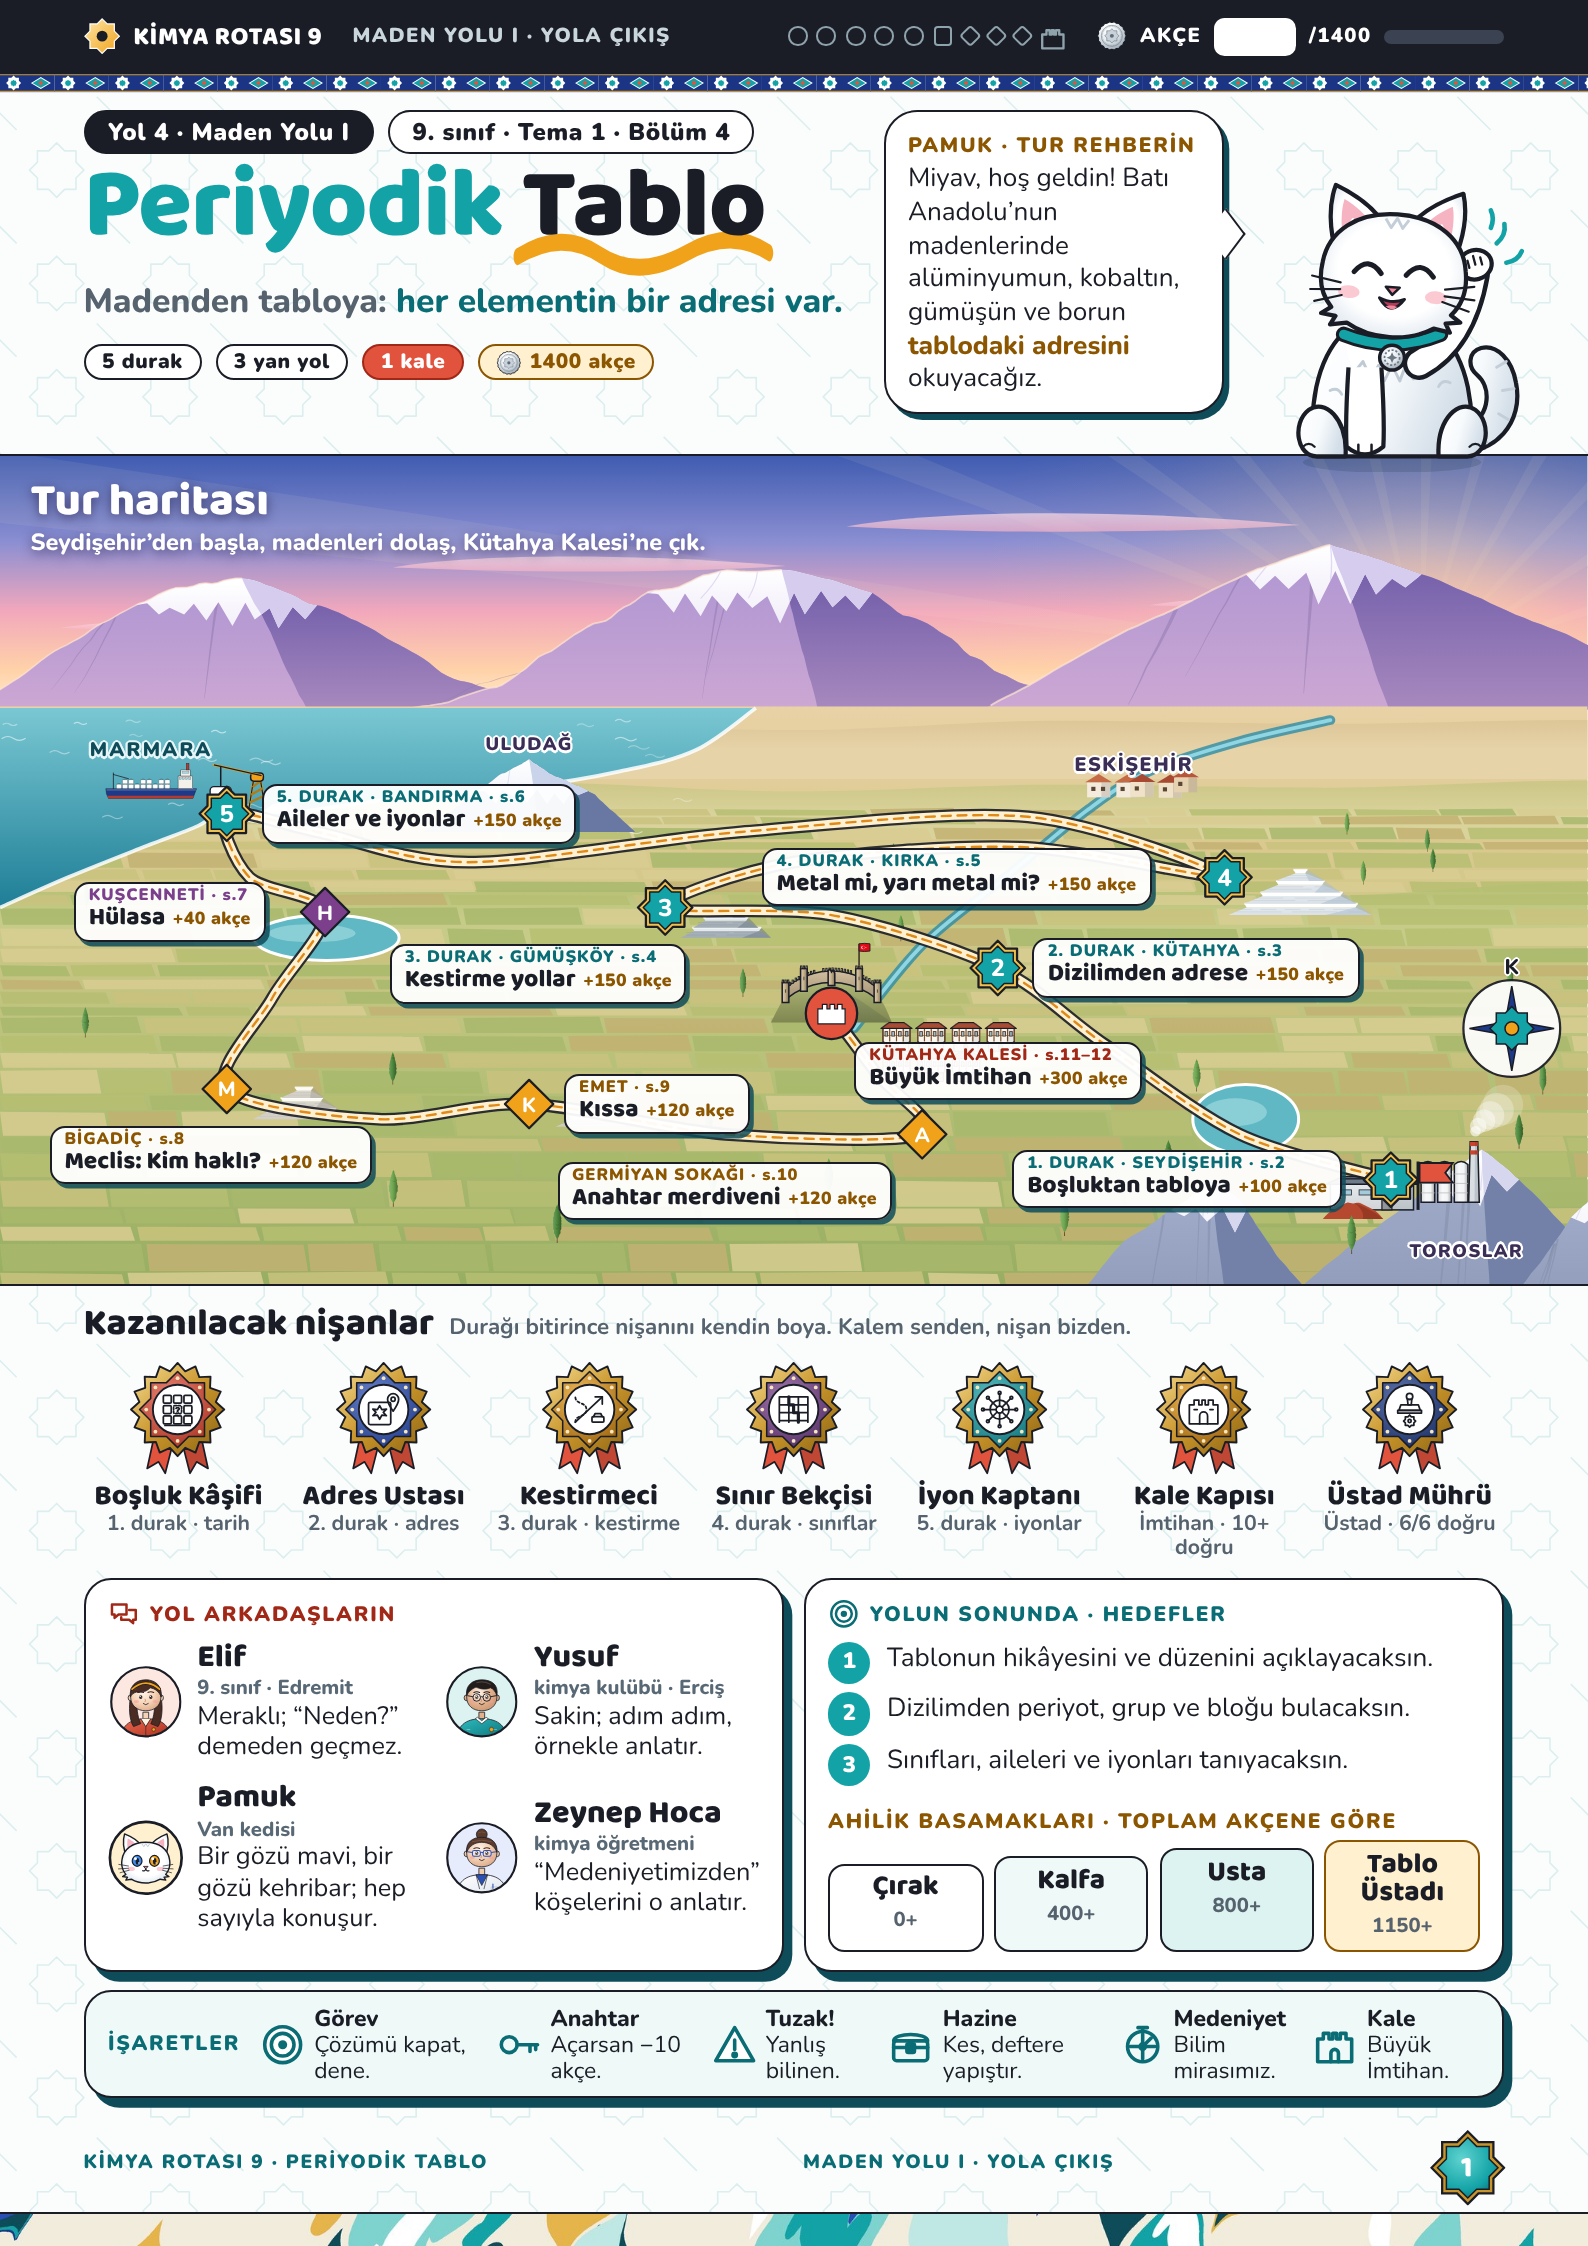 KİMYA ROTASI 9 MADEN YOLU I · YOLA ÇIKIŞ AKÇE /1400
Yol 4 · Maden Yolu I
9. sınıf · Tema 1 · Bölüm 4
Periyodik Tablo
Madenden tabloya: her elementin bir adresi var.
5 durak
3 yan yol
1 kale
1400 akçe
PAMUK · TUR REHBERİN
Miyav, hoş geldin! Batı
Anadolu’nun
madenlerinde
alüminyumun, kobaltın,
gümüşün ve borun
tablodaki adresini
okuyacağız.
Tur haritası
Seydişehir’den başla, madenleri dolaş, Kütahya Kalesi’ne çık.
MARMARA
ULUDAĞ
ESKİŞEHİR
5
5. DURAK · BANDIRMA · s.6
Aileler ve iyonlar +150 akçe
4. DURAK · KIRKA · s.5
Metal mi, yarı metal mi? +150 akçe
4
KUŞCENNETİ · s.7
Hülasa +40 akçe
H
3
3. DURAK · GÜMÜŞKÖY · s.4
Kestirme yollar +150 akçe
2
2. DURAK · KÜTAHYA · s.3
Dizilimden adrese +150 akçe
K
KÜTAHYA KALESİ · s.11–12
Büyük İmtihan +300 akçe
M
K
EMET · s.9
Kıssa +120 akçe
A
BİGADİÇ · s.8
Meclis: Kim haklı? +120 akçe
GERMİYAN SOKAĞI · s.10
Anahtar merdiveni +120 akçe
1. DURAK · SEYDİŞEHİR · s.2
Boşluktan tabloya +100 akçe
1
TOROSLAR
Kazanılacak nişanlar Durağı bitirince nişanını kendin boya. Kalem senden, nişan bizden.
?
Boşluk Kâşifi
1. durak · tarih
Adres Ustası
2. durak · adres
Kestirmeci
3. durak · kestirme
Sınır Bekçisi
4. durak · sınıflar
İyon Kaptanı
5. durak · iyonlar
Kale Kapısı
İmtihan · 10+
doğru
Üstad Mührü
Üstad · 6/6 doğru
YOL ARKADAŞLARIN
Elif
9. sınıf · Edremit
Meraklı; “Neden?”
demeden geçmez.
Yusuf
kimya kulübü · Erciş
Sakin; adım adım,
örnekle anlatır.
Pamuk
Van kedisi
Bir gözü mavi, bir
gözü kehribar; hep
sayıyla konuşur.
Zeynep Hoca
kimya öğretmeni
“Medeniyetimizden”
köşelerini o anlatır.
YOLUN SONUNDA · HEDEFLER
1 Tablonun hikâyesini ve düzenini açıklayacaksın.
2 Dizilimden periyot, grup ve bloğu bulacaksın.
3 Sınıfları, aileleri ve iyonları tanıyacaksın.
AHİLİK BASAMAKLARI · TOPLAM AKÇENE GÖRE
Çırak
0+
Kalfa
400+
Usta
800+
Tablo
Üstadı
1150+
İŞARETLER
Görev
Çözümü kapat,
dene.
Anahtar
Açarsan −10
akçe.
Tuzak!
Yanlış
bilinen.
Hazine
Kes, deftere
yapıştır.
Medeniyet
Bilim
mirasımız.
Kale
Büyük
İmtihan.
KİMYA ROTASI 9 · PERİYODİK TABLO
MADEN YOLU I · YOLA ÇIKIŞ
1